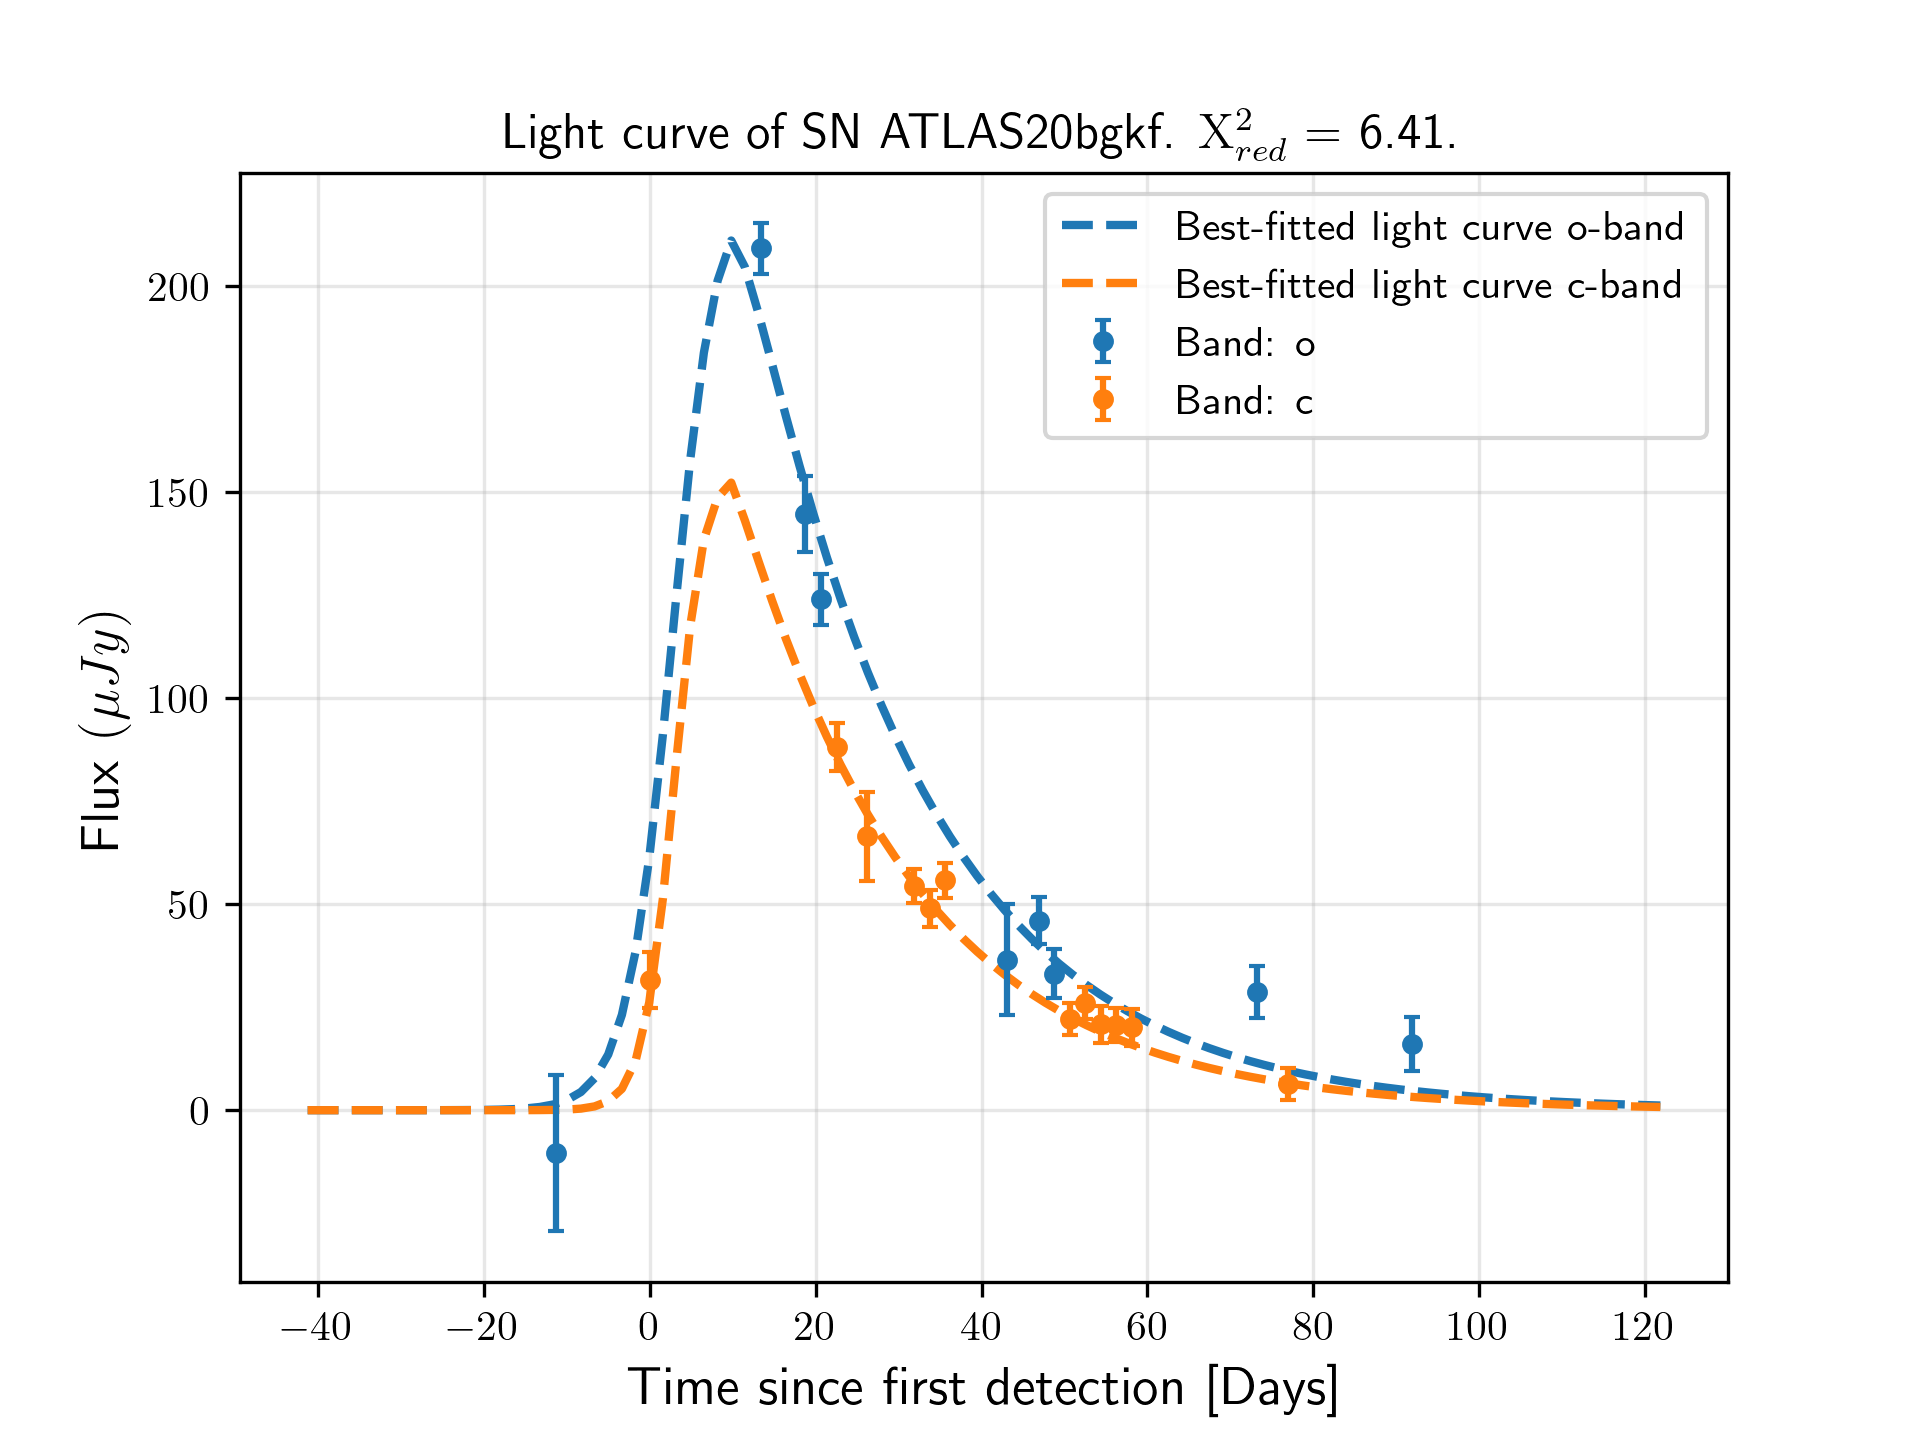 Light curve of SN ATLAS20bgkf. X²_red = 6.41.
Best-fitted light curve o-band
Best-fitted light curve c-band
Band: o
Band: c
Flux (μJy)
200
150
100
50
0
−40 −20 0 20 40 60 80 100 120
Time since first detection [Days]